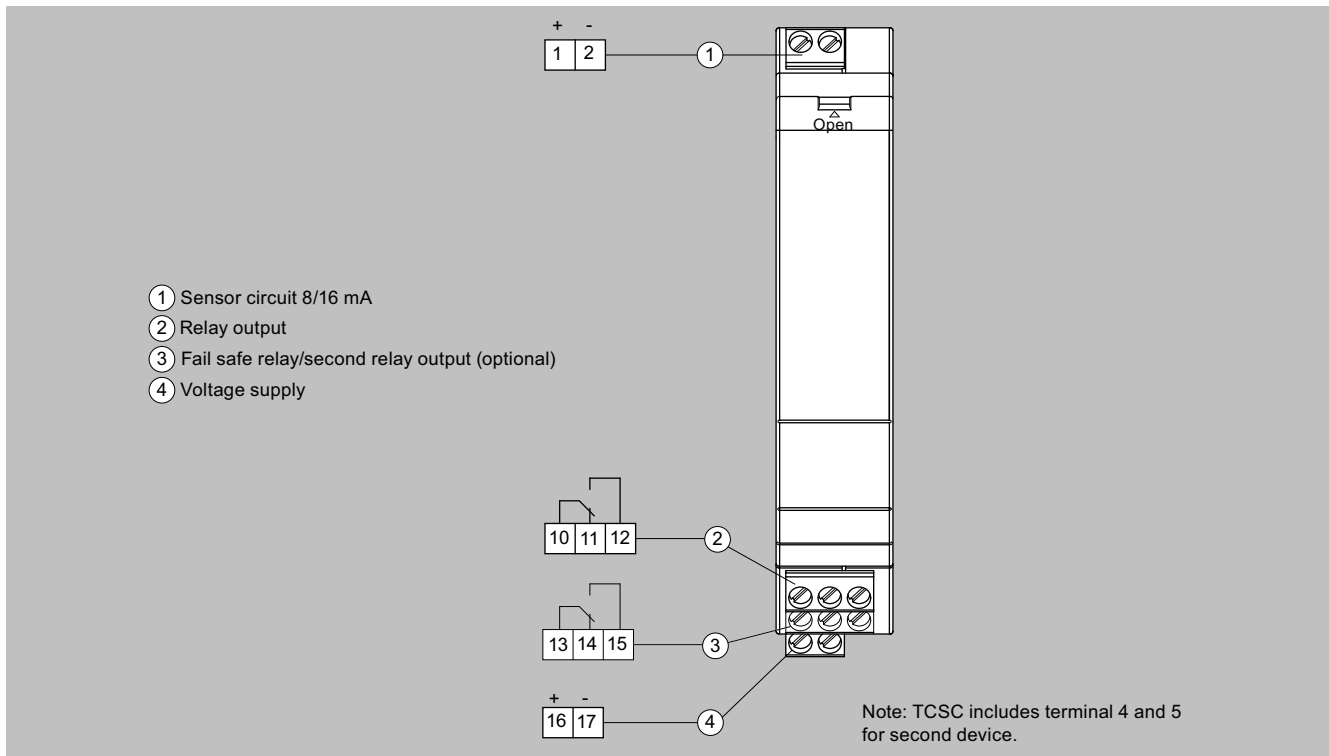 + -
1 2
1
Open
1 Sensor circuit 8/16 mA
2 Relay output
3 Fail safe relay/second relay output (optional)
4 Voltage supply
10 11 12
2
13 14 15
3
+ -
16 17
4
Note: TCSC includes terminal 4 and 5
for second device.